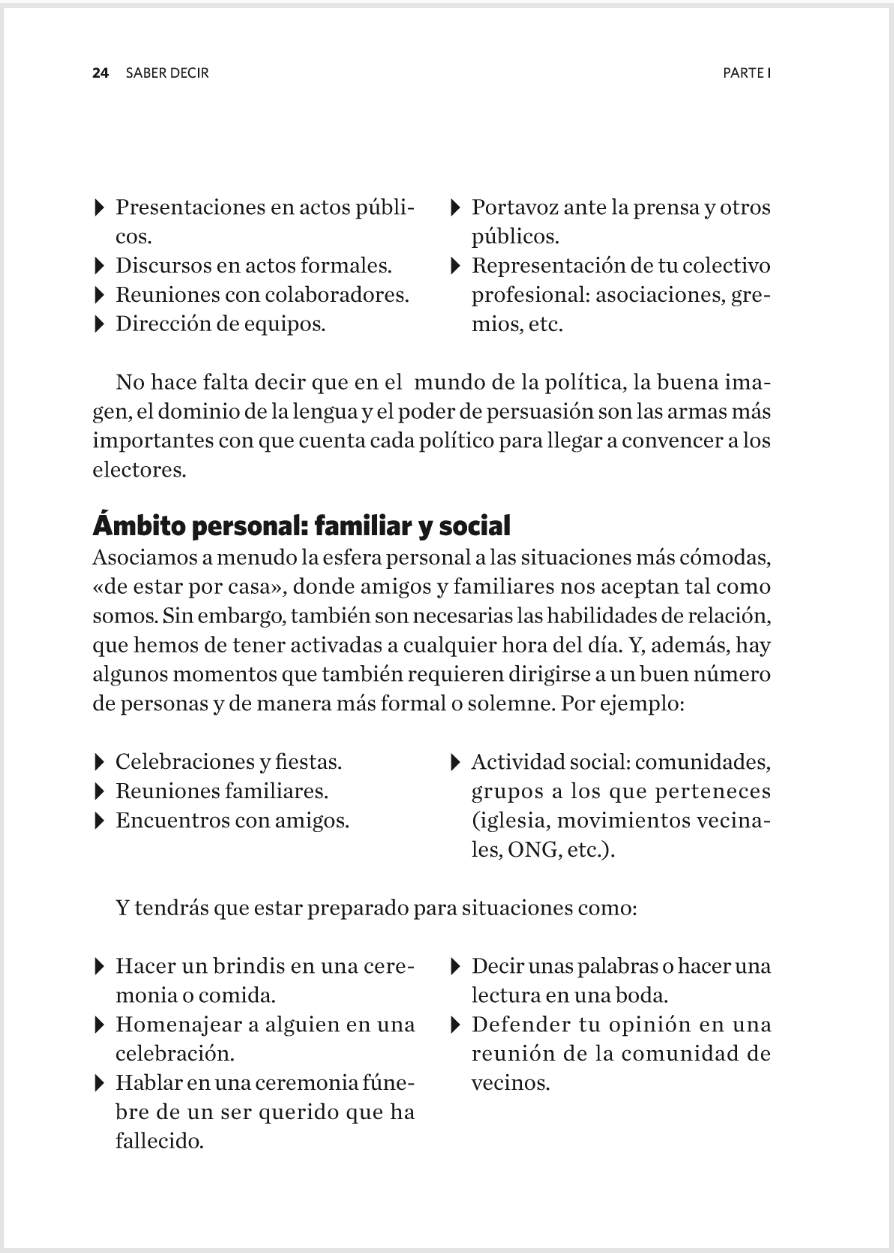 24 SABER DECIR
PARTE I
Presentaciones en actos públi-
cos.
Discursos en actos formales.
Reuniones con colaboradores.
Dirección de equipos.
Portavoz ante la prensa y otros
públicos.
Representación de tu colectivo
profesional: asociaciones, gre-
mios, etc.
No hace falta decir que en el mundo de la política, la buena ima-
gen, el dominio de la lengua y el poder de persuasión son las armas más
importantes con que cuenta cada político para llegar a convencer a los
electores.
Ámbito personal: familiar y social
Asociamos a menudo la esfera personal a las situaciones más cómodas,
«de estar por casa», donde amigos y familiares nos aceptan tal como
somos. Sin embargo, también son necesarias las habilidades de relación,
que hemos de tener activadas a cualquier hora del día. Y, además, hay
algunos momentos que también requieren dirigirse a un buen número
de personas y de manera más formal o solemne. Por ejemplo:
Celebraciones y fiestas.
Reuniones familiares.
Encuentros con amigos.
Actividad social: comunidades,
grupos a los que perteneces
(iglesia, movimientos vecina-
les, ONG, etc.).
Y tendrás que estar preparado para situaciones como:
Hacer un brindis en una cere-
monia o comida.
Homenajear a alguien en una
celebración.
Hablar en una ceremonia fúne-
bre de un ser querido que ha
fallecido.
Decir unas palabras o hacer una
lectura en una boda.
Defender tu opinión en una
reunión de la comunidad de
vecinos.